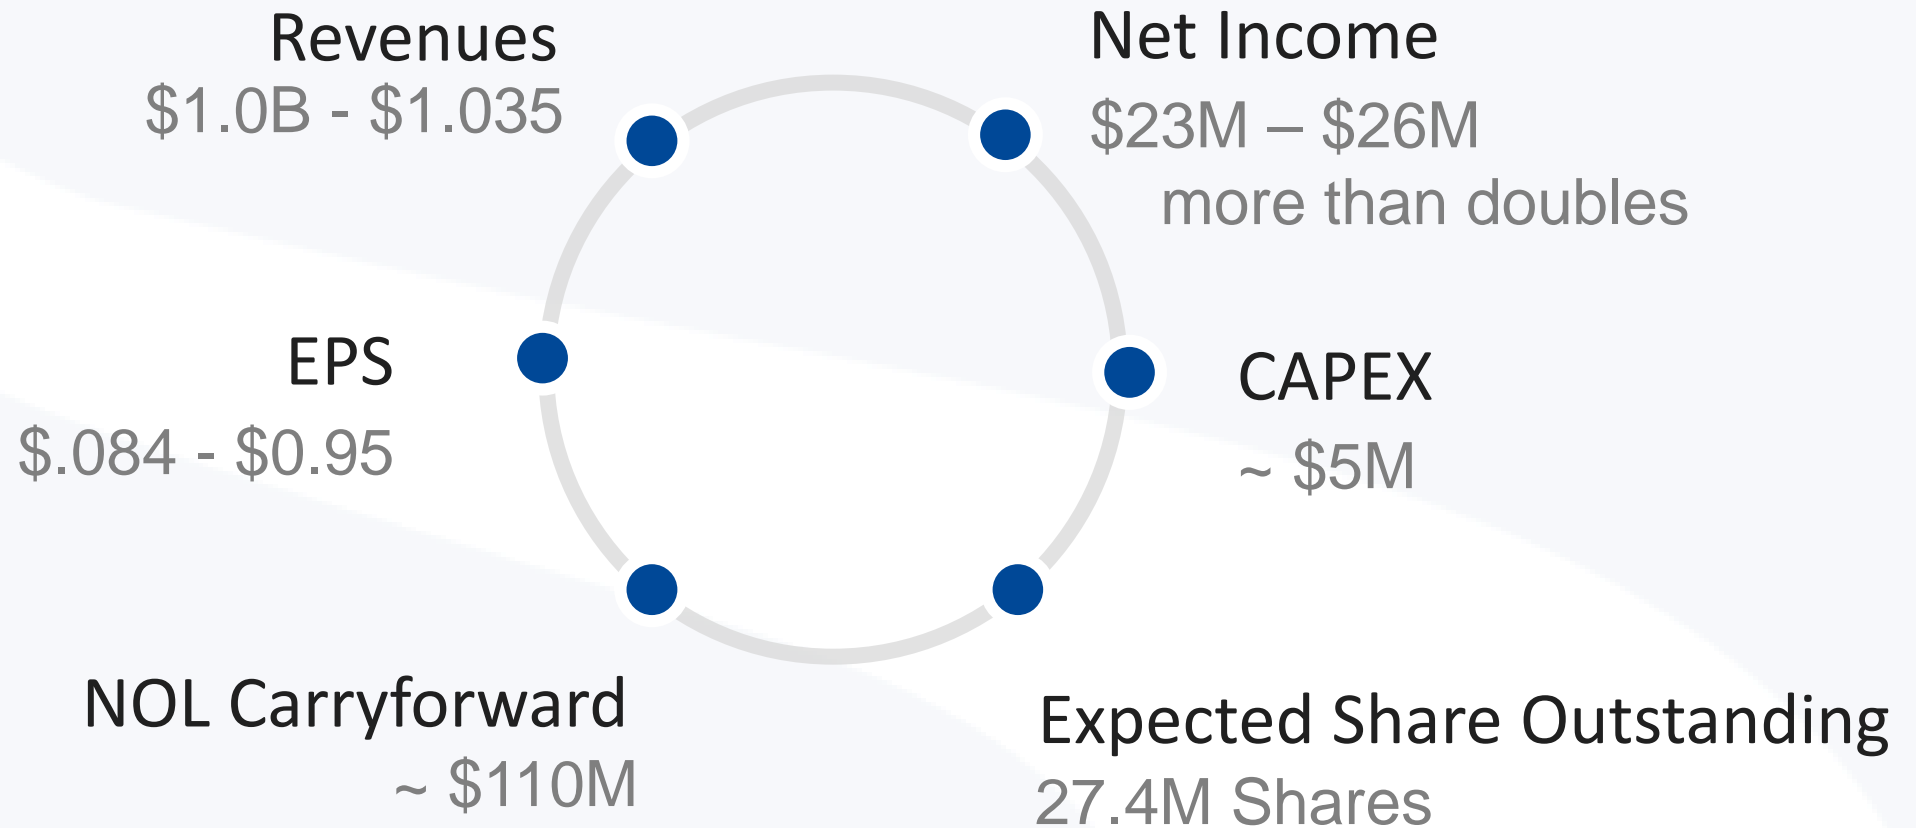 Revenues
$1.0B - $1.035
Net Income
$23M – $26M
more than doubles
EPS
$.084 - $0.95
CAPEX
~ $5M
NOL Carryforward
~ $110M
Expected Share Outstanding
27.4M Shares